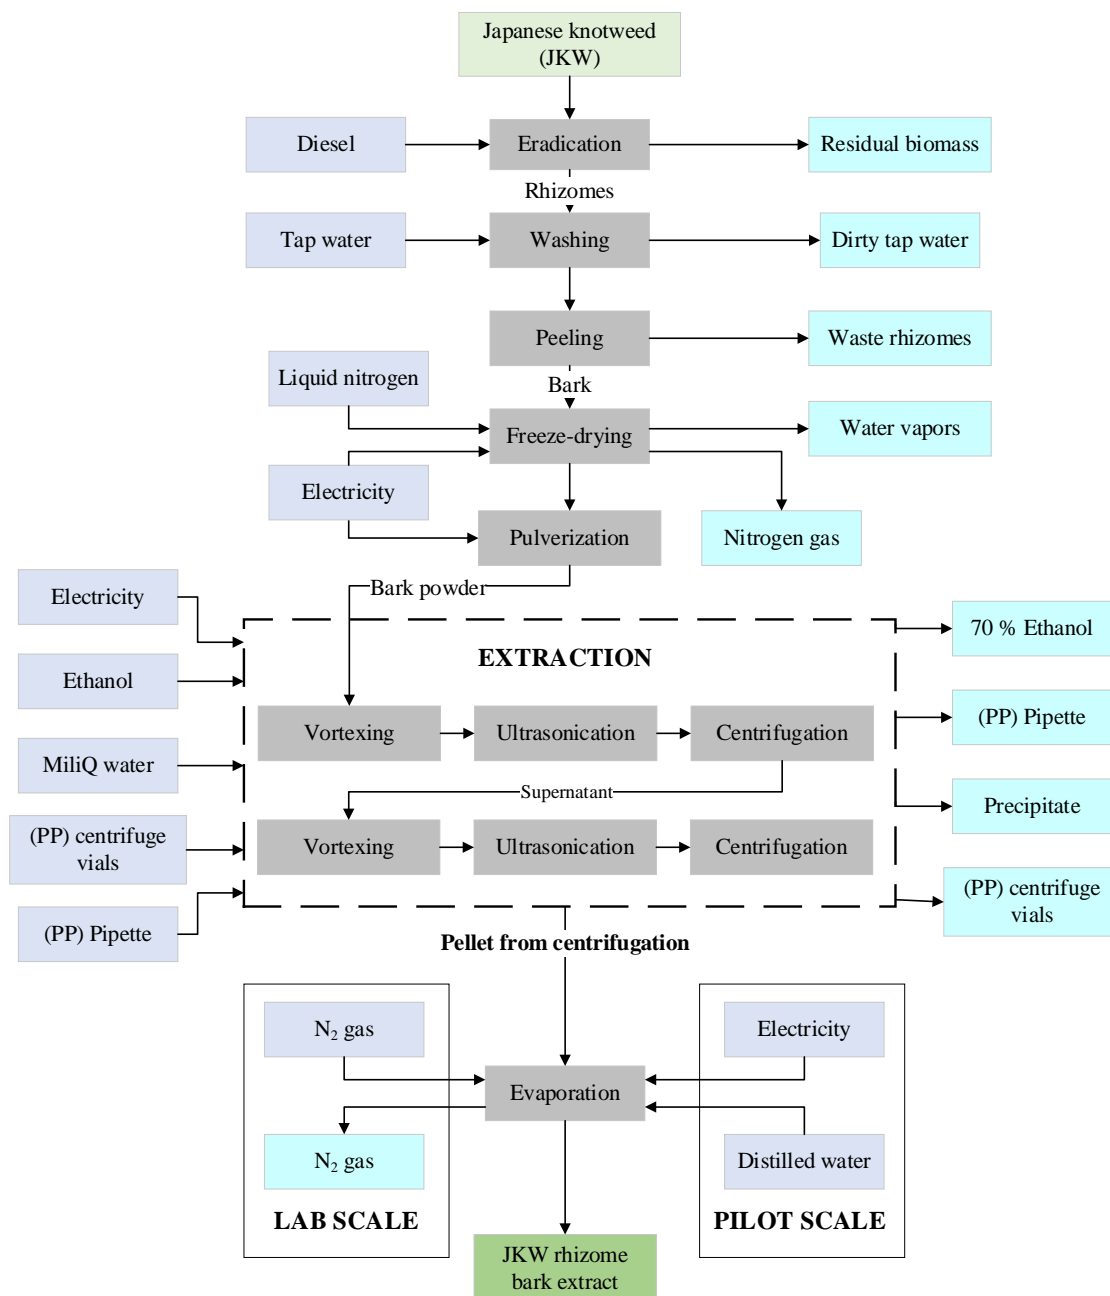 Japanese knotweed
(JKW)
Diesel
Eradication
Residual biomass
Rhizomes
Tap water
Washing
Dirty tap water
Peeling
Waste rhizomes
Liquid nitrogen
Bark
Freeze-drying
Water vapors
Electricity
Pulverization
Nitrogen gas
Bark powder
Electricity
70 % Ethanol
EXTRACTION
Ethanol
(PP) Pipette
Vortexing
Ultrasonication
Centrifugation
MiliQ water
Supernatant
Precipitate
(PP) centrifuge
vials
Vortexing
Ultrasonication
Centrifugation
(PP) centrifuge
vials
(PP) Pipette
Pellet from centrifugation
N₂ gas
Electricity
Evaporation
N₂ gas
Distilled water
LAB SCALE
PILOT SCALE
JKW rhizome
bark extract